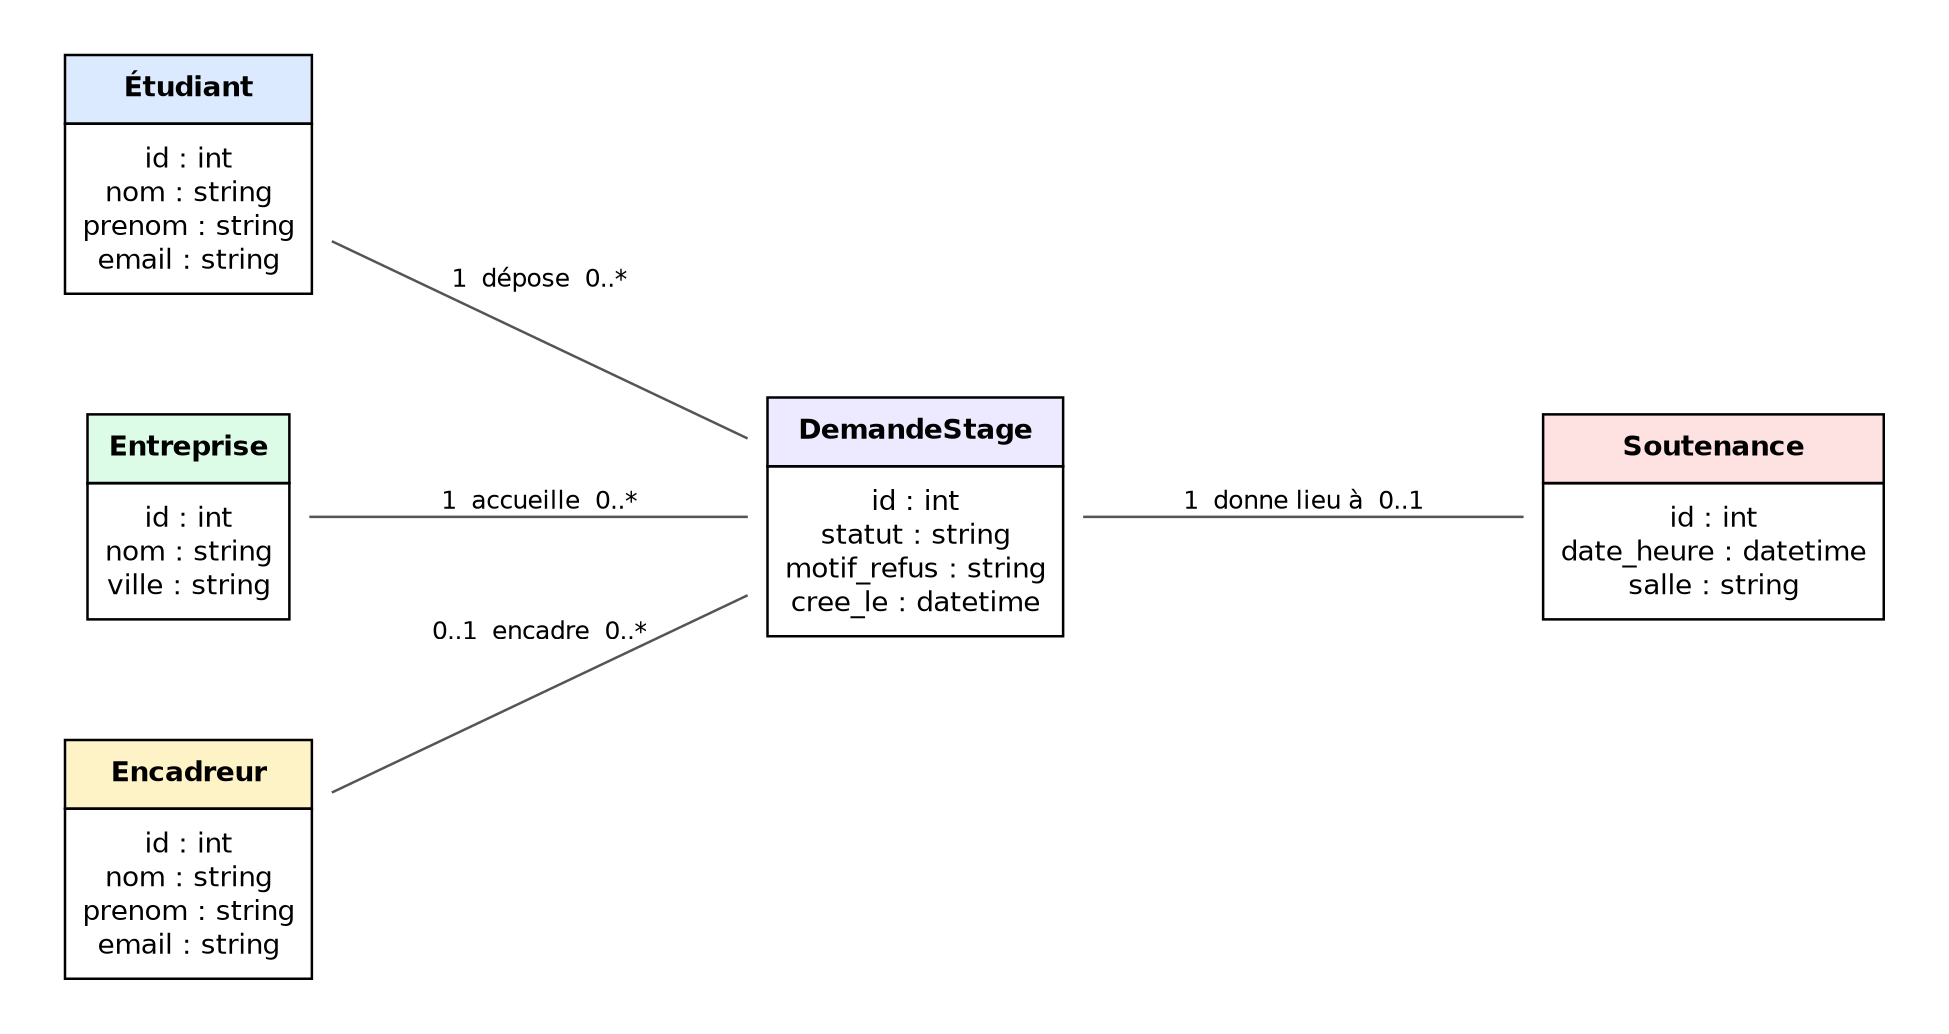 Étudiant
id : int
nom : string
prenom : string
email : string
1  dépose  0..*
Entreprise
id : int
nom : string
ville : string
1  accueille  0..*
Encadreur
id : int
nom : string
prenom : string
email : string
0..1  encadre  0..*
DemandeStage
id : int
statut : string
motif_refus : string
cree_le : datetime
1  donne lieu à  0..1
Soutenance
id : int
date_heure : datetime
salle : string